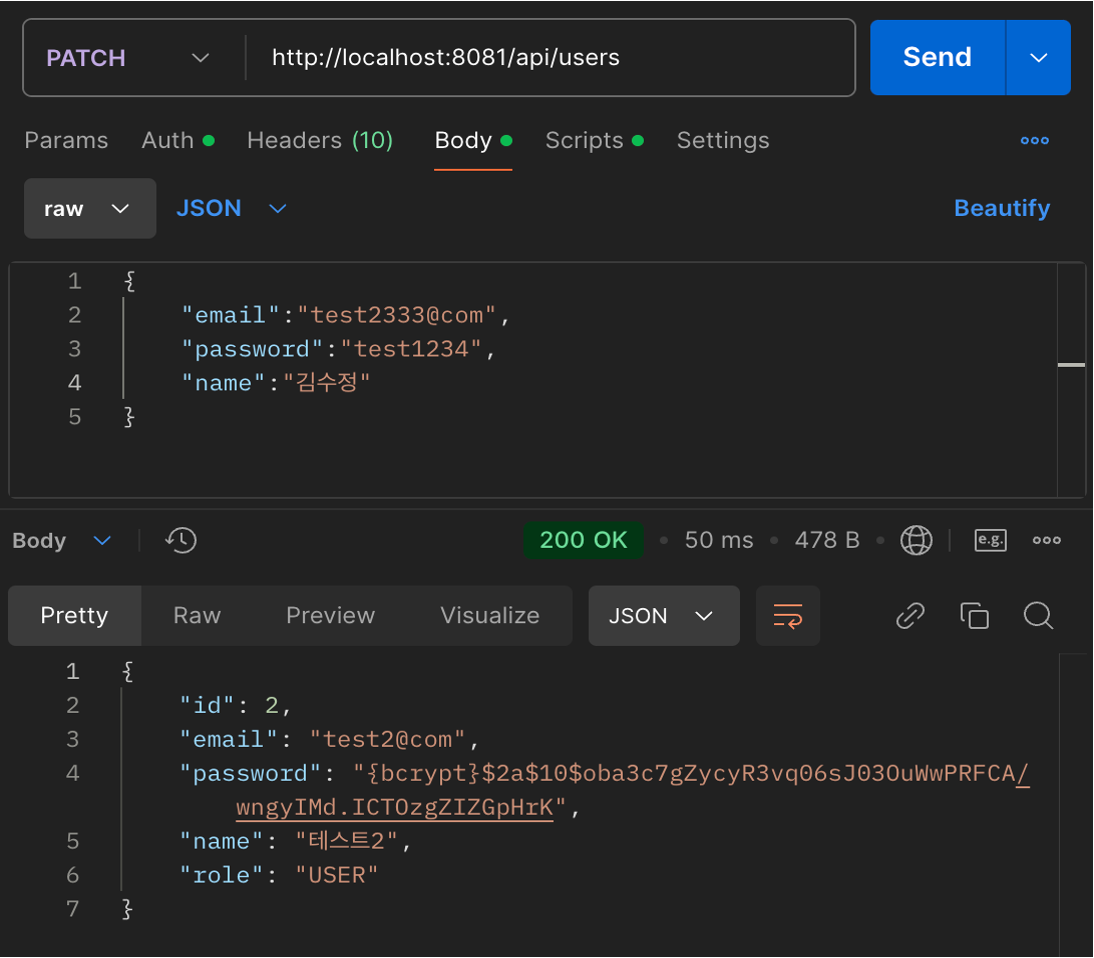 PATCH http://localhost:8081/api/users Send
Params Auth Headers (10) Body Scripts Settings
raw JSON Beautify
1 {
2 "email":"test2333@com",
3 "password":"test1234",
4 "name":"김수정"
5 }
Body 200 OK 50 ms 478 B e.g.
Pretty Raw Preview Visualize JSON
1 {
2 "id": 2,
3 "email": "test2@com",
4 "password": "{bcrypt}$2a$10$oba3c7gZycyR3vq06sJ03OuWwPRFCA/
wngyIMd.ICTOzgZIZGpHrK",
5 "name": "테스트2",
6 "role": "USER"
7 }